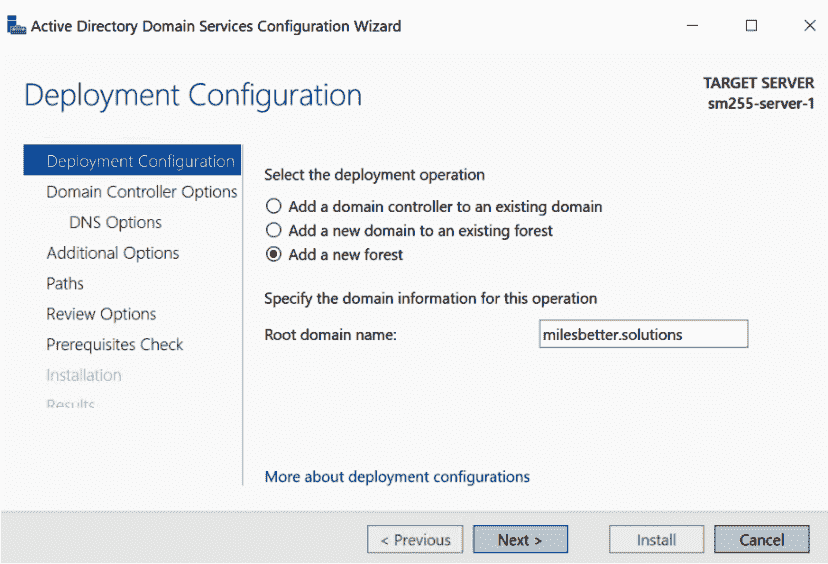 Active Directory Domain Services Configuration Wizard
Deployment Configuration
TARGET SERVER
sm255-server-1
Deployment Configuration
Domain Controller Options
DNS Options
Additional Options
Paths
Review Options
Prerequisites Check
Installation
Results
Select the deployment operation
Add a domain controller to an existing domain
Add a new domain to an existing forest
Add a new forest
Specify the domain information for this operation
Root domain name: milesbetter.solutions
More about deployment configurations
< Previous Next > Install Cancel